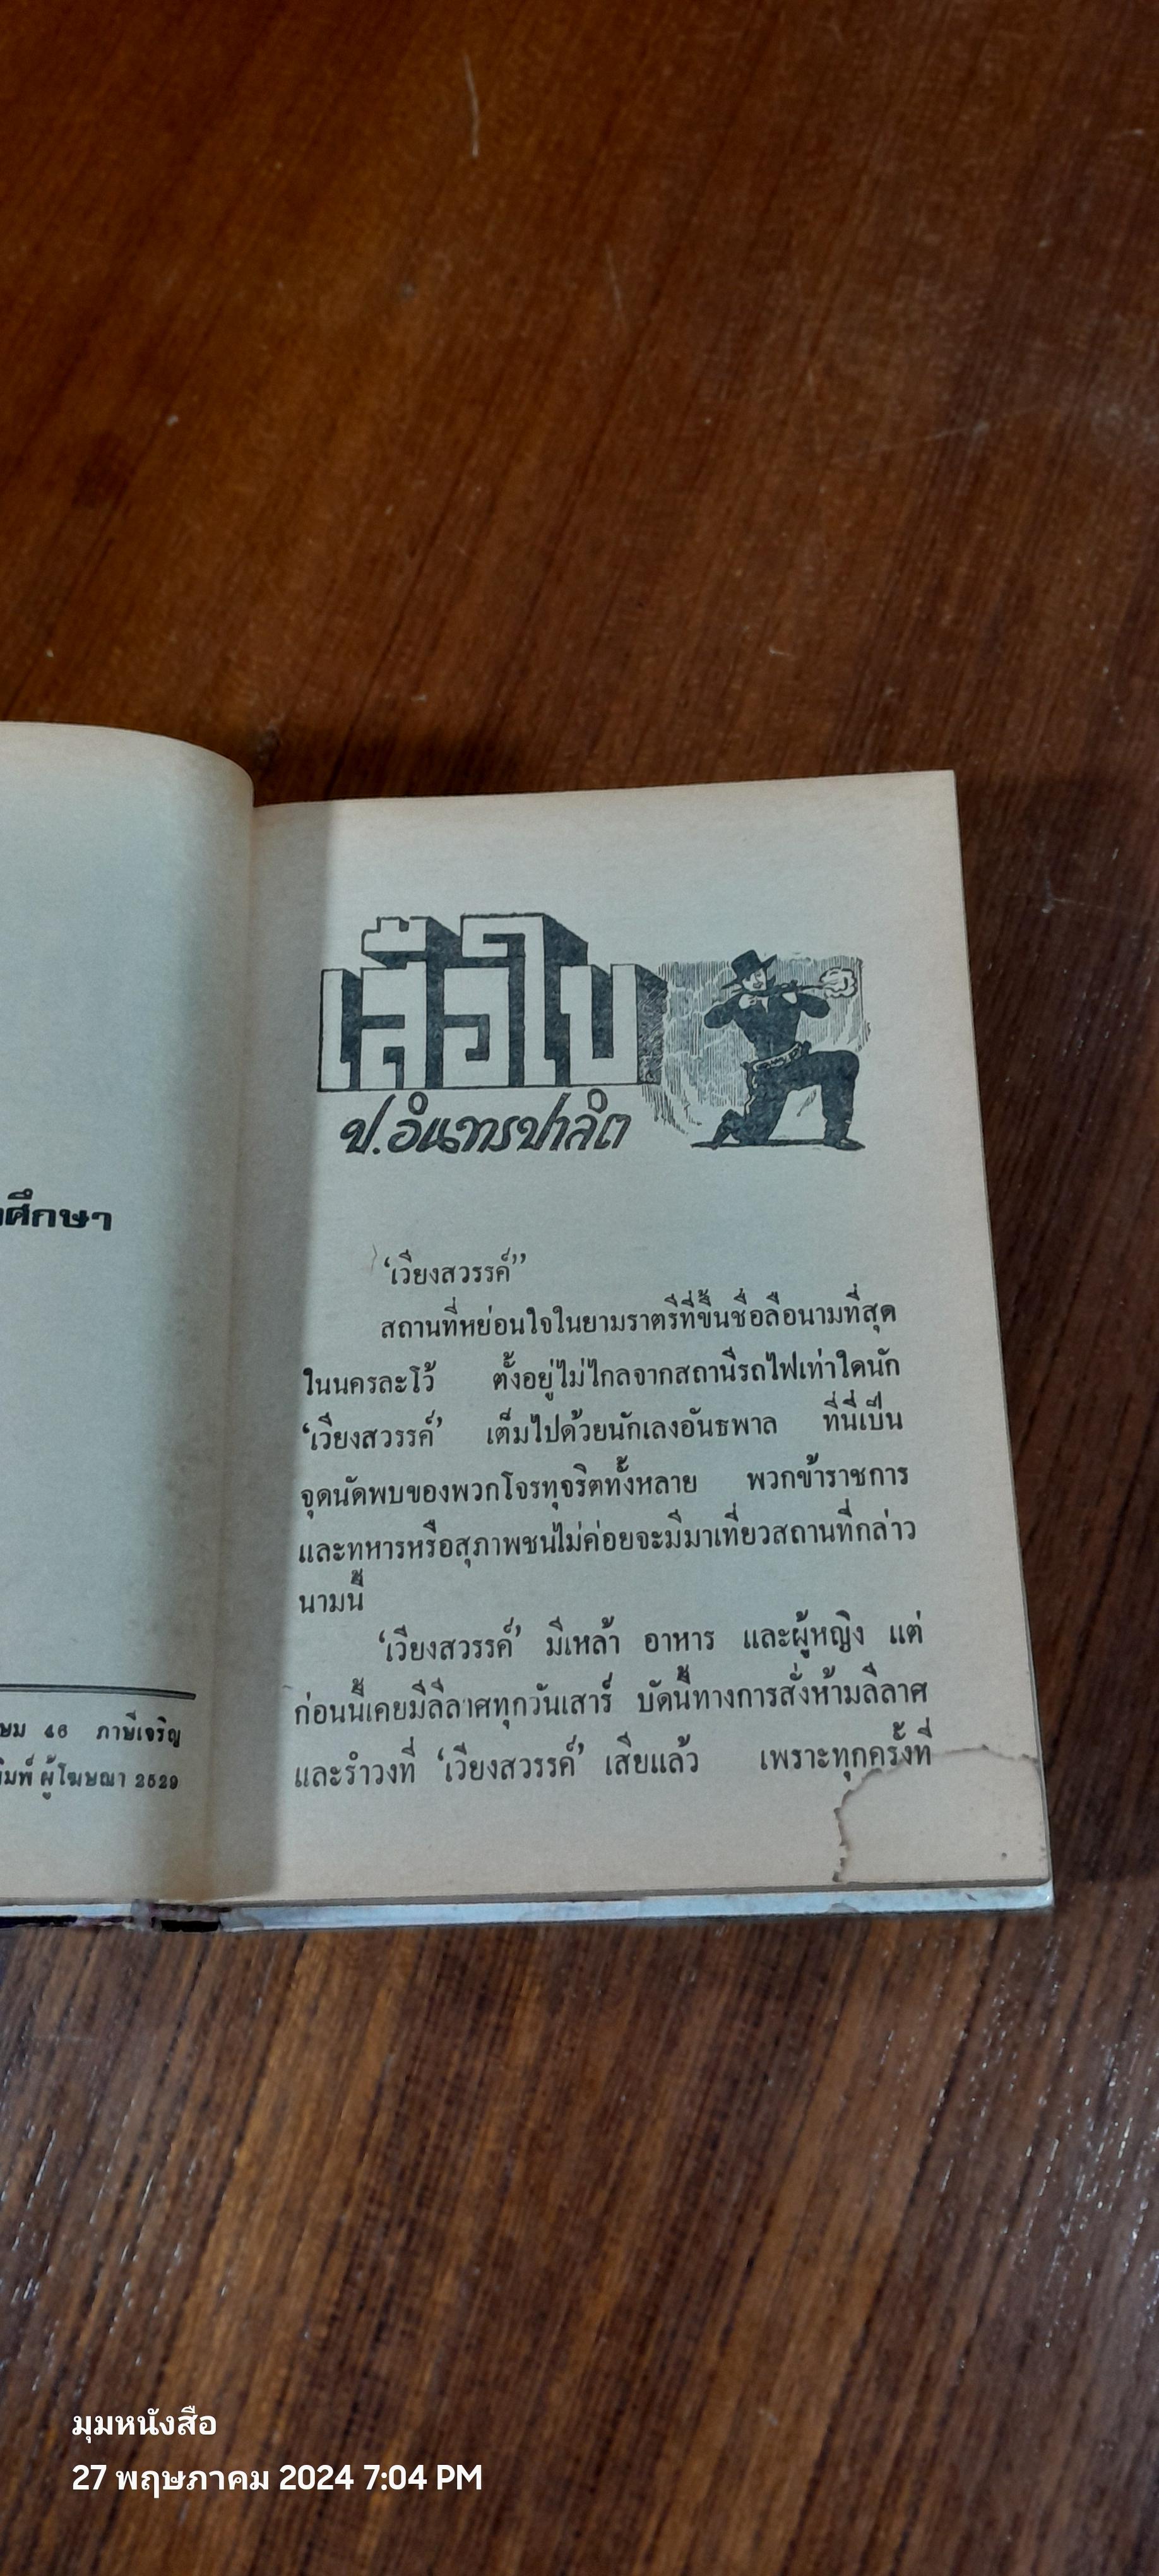 ศึกษา
46 ภาษีเจริญ
ผู้โฆษณา 2529
เสือใบ
ป.อินทรปาลิต
‘เวียงสวรรค์’’
สถานที่หย่อนใจในยามราตรีที่ขึ้นชื่อลือนามที่สุด
ในนครละโว้ ตั้งอยู่ไม่ไกลจากสถานีรถไฟเท่าใดนัก
‘เวียงสวรรค์’ เต็มไปด้วยนักเลงอันธพาล ที่นี่เป็น
จุดนัดพบของพวกโจรทุจริตทั้งหลาย พวกข้าราชการ
และทหารหรือสุภาพชนไม่ค่อยจะมีมาเที่ยวสถานที่กล่าว
นามนี้
‘เวียงสวรรค์’ มีเหล้า อาหาร และผู้หญิง แต่
ก่อนนี้เคยมีลีลาศทุกวันเสาร์ บัดนี้ทางการสั่งห้ามลีลาศ
และรำวงที่ ‘เวียงสวรรค์’ เสียแล้ว เพราะทุกครั้งที่
มุมหนังสือ
27 พฤษภาคม 2024 7:04 PM